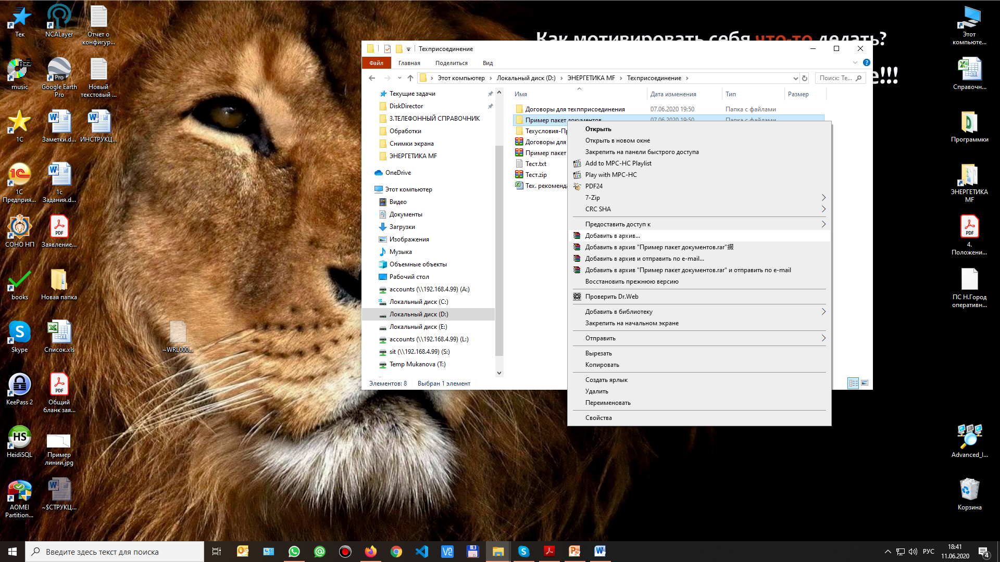 Как мотивировать себя что-то делать?
е!!!
Тек
NCALayer
Отчет о
конфигур...
music
Google Earth
Pro
Новый
текстовый ...
1С
Заметки.d...
ИНСТРУКЦ...
1С
Предприя...
1с
Задания.d...
СОНО НП
Заявление...
books
Новая папка
Skype
Список.xls
~WRL000...
KeePass 2
Общий
бланк зая...
HeidiSQL
Пример
линии.jpg
AOMEI
Partition...
~$СТРУКЦ...
Техприсоединение
Файл
Главная
Поделиться
Вид
Этот компьютер
Локальный диск (D:)
ЭНЕРГЕТИКА MF
Техприсоединение
Поиск: Те...
Текущие задачи
DiskDirector
3.ТЕЛЕФОННЫЙ СПРАВОЧНИК
Обработки
Снимки экрана
ЭНЕРГЕТИКА MF
OneDrive
Этот компьютер
Видео
Документы
Загрузки
Изображения
Музыка
Объемные объекты
Рабочий стол
accounts (\\192.168.4.99) (A:)
Локальный диск (C:)
Локальный диск (D:)
Локальный диск (E:)
accounts (\\192.168.4.99) (L:)
sit (\\192.168.4.99) (S:)
Temp Mukanova (T:)
Имя
Дата изменения
Тип
Размер
Договоры для техпприсоединения
07.06.2020 19:50
Папка с файлами
Пример пакет документов
07.06.2020 19:50
Папка с файлами
Техусловия-Пр
Договоры для
Пример пакет
Тест.txt
Тест.zip
Тех. рекоменда
Элементов: 8
Выбран 1 элемент
Открыть
Открыть в новом окне
Закрепить на панели быстрого доступа
Add to MPC-HC Playlist
Play with MPC-HC
PDF24
7-Zip
CRC SHA
Предоставить доступ к
Добавить в архив...
Добавить в архив "Пример пакет документов.rar"
Добавить в архив и отправить по e-mail...
Добавить в архив "Пример пакет документов.rar" и отправить по e-mail
Восстановить прежнюю версию
Проверить Dr.Web
Добавить в библиотеку
Закрепить на начальном экране
Отправить
Вырезать
Копировать
Создать ярлык
Удалить
Переименовать
Свойства
Этот
компьюте...
Справочн...
Программки
ЭНЕРГЕТИКА
MF
4.
Положени...
ПС Н.Город
оперативн...
Advanced_I...
Корзина
Введите здесь текст для поиска
РУС
18:41
11.06.2020
4